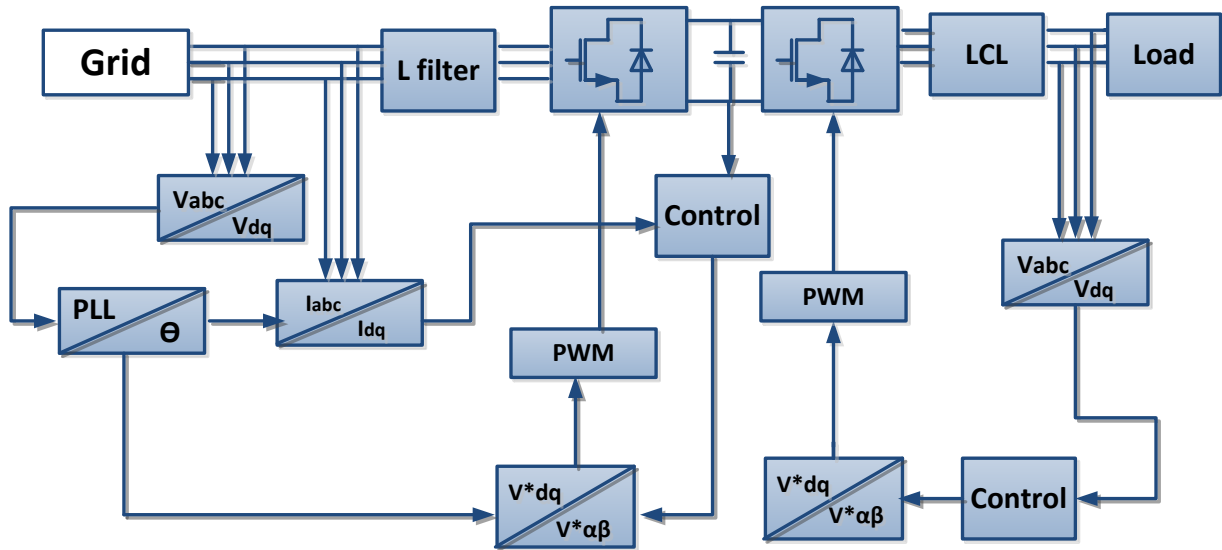 Grid
L filter
LCL
Load
Vabc
Vdq
Control
PLL
Θ
Iabc
Idq
PWM
PWM
Vabc
Vdq
V*dq
V*αβ
V*dq
V*αβ
Control